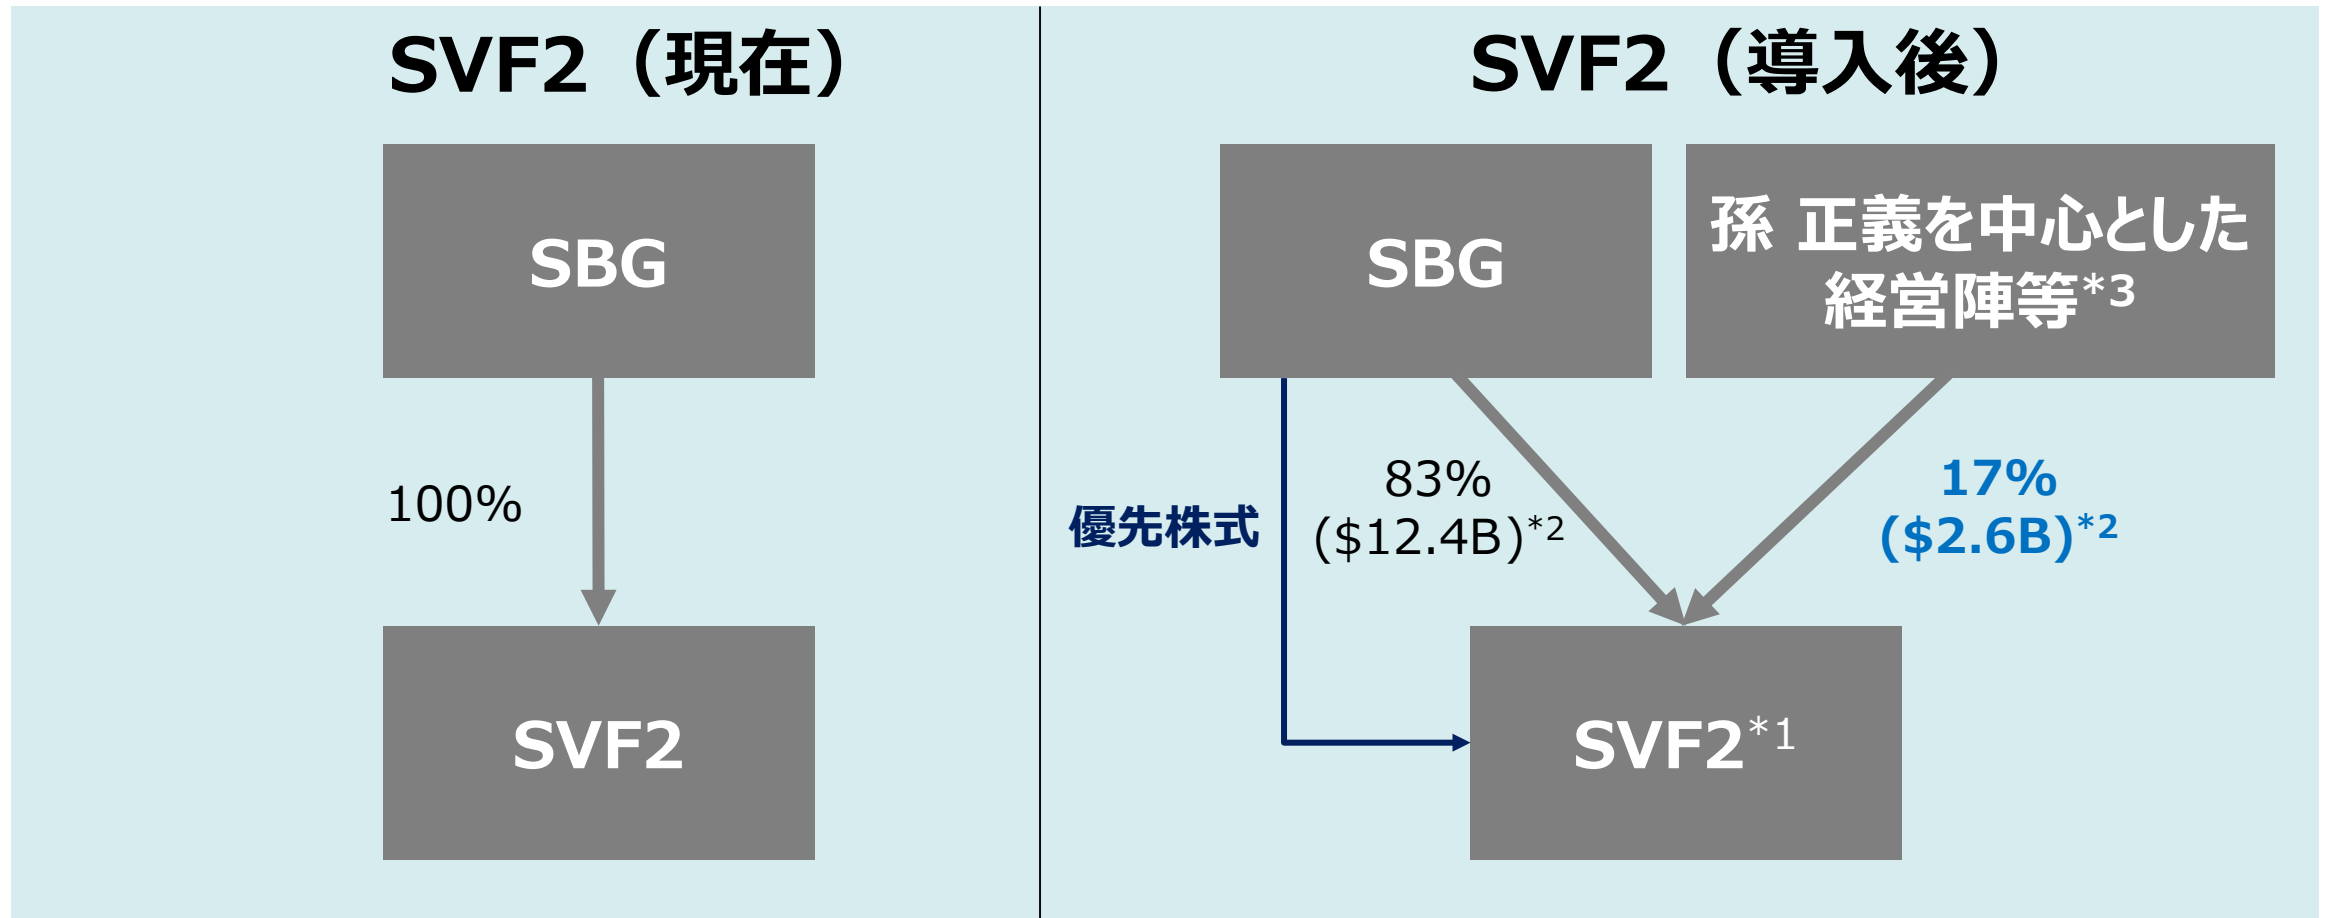 SVF2（現在）
SBG
100%
SVF2
SVF2（導入後）
SBG
孫 正義を中心とした
経営陣等*3
優先株式
83%
($12.4B)*2
17%
($2.6B)*2
SVF2*1